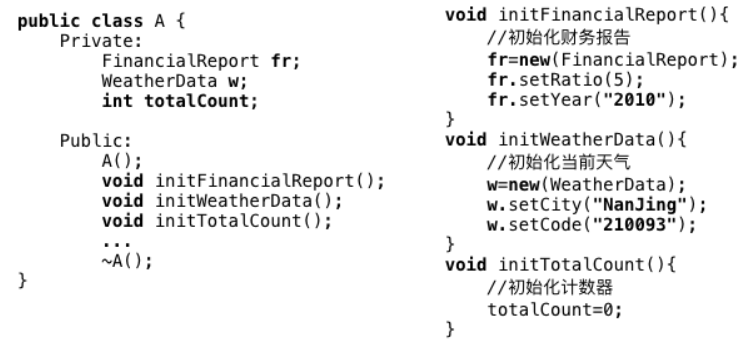 public class A {
Private:
FinancialReport fr;
WeatherData w;
int totalCount;
Public:
A();
void initFinancialReport();
void initWeatherData();
void initTotalCount();
...
~A();
}
void initFinancialReport(){
//初始化财务报告
fr=new(FinancialReport);
fr.setRatio(5);
fr.setYear("2010");
}
void initWeatherData(){
//初始化当前天气
w=new(WeatherData);
w.setCity("NanJing");
w.setCode("210093");
}
void initTotalCount(){
//初始化计数器
totalCount=0;
}